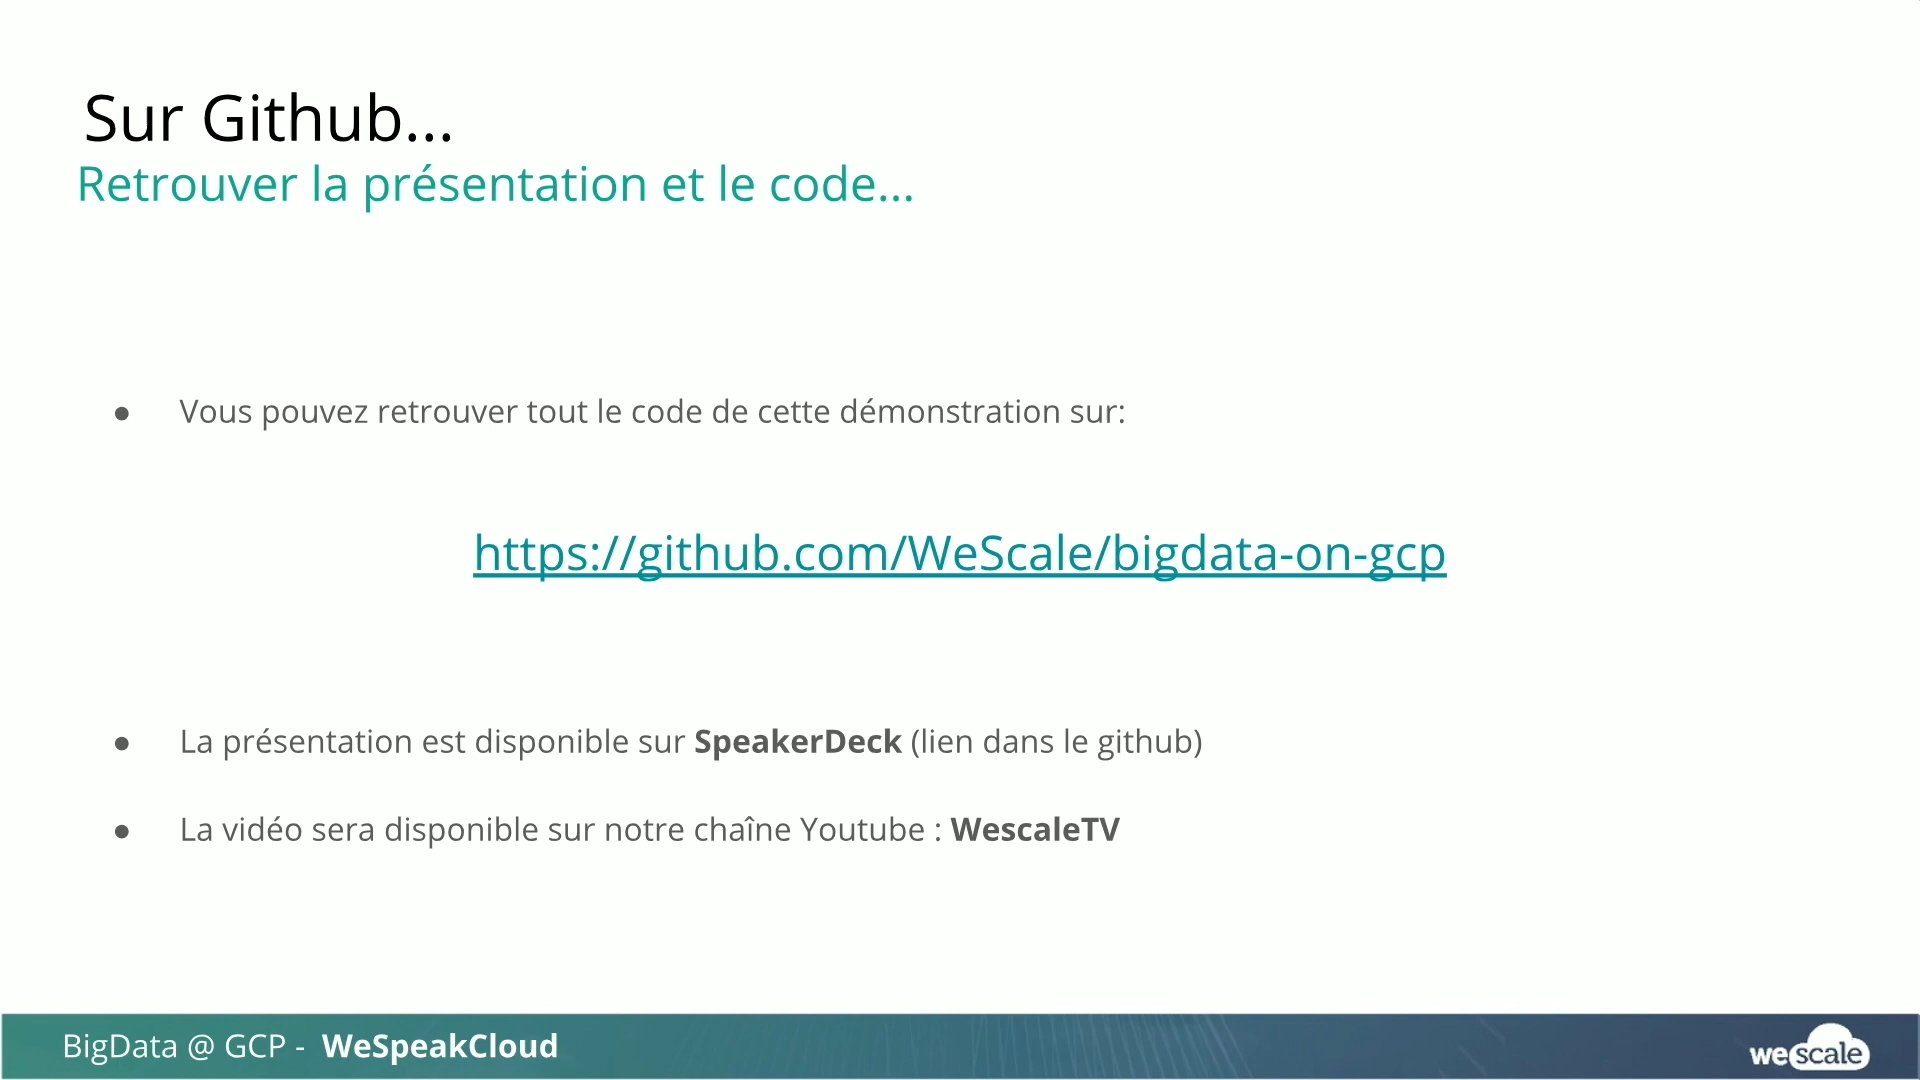 Sur Github...
Retrouver la présentation et le code...
● Vous pouvez retrouver tout le code de cette démonstration sur:
https://github.com/WeScale/bigdata-on-gcp
● La présentation est disponible sur SpeakerDeck (lien dans le github)
● La vidéo sera disponible sur notre chaîne Youtube : WescaleTV
BigData @ GCP - WeSpeakCloud
wescale